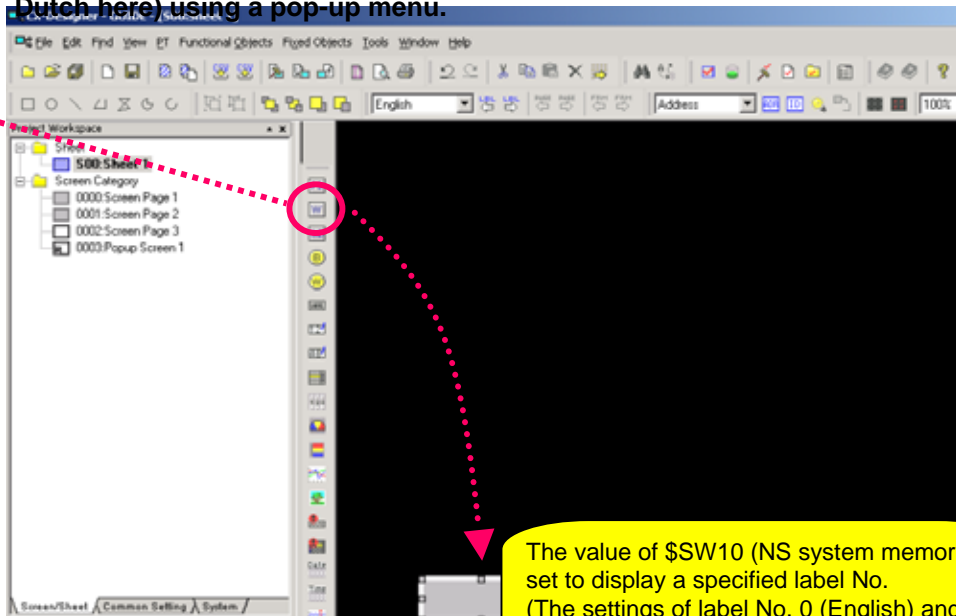 Dutch here) using a pop-up menu.
File Edit Find View PT Functional Objects Fixed Objects Tools Window Help
English
Address
100%
Project Workspace
Sheet
S00:Sheet 1
Screen Category
0000:Screen Page 1
0001:Screen Page 2
0002:Screen Page 3
0003:Popup Screen 1
Date
Time
Screen/Sheet Common Setting System
The value of $SW10 (NS system memor
set to display a specified label No.
(The settings of label No. 0 (English) and